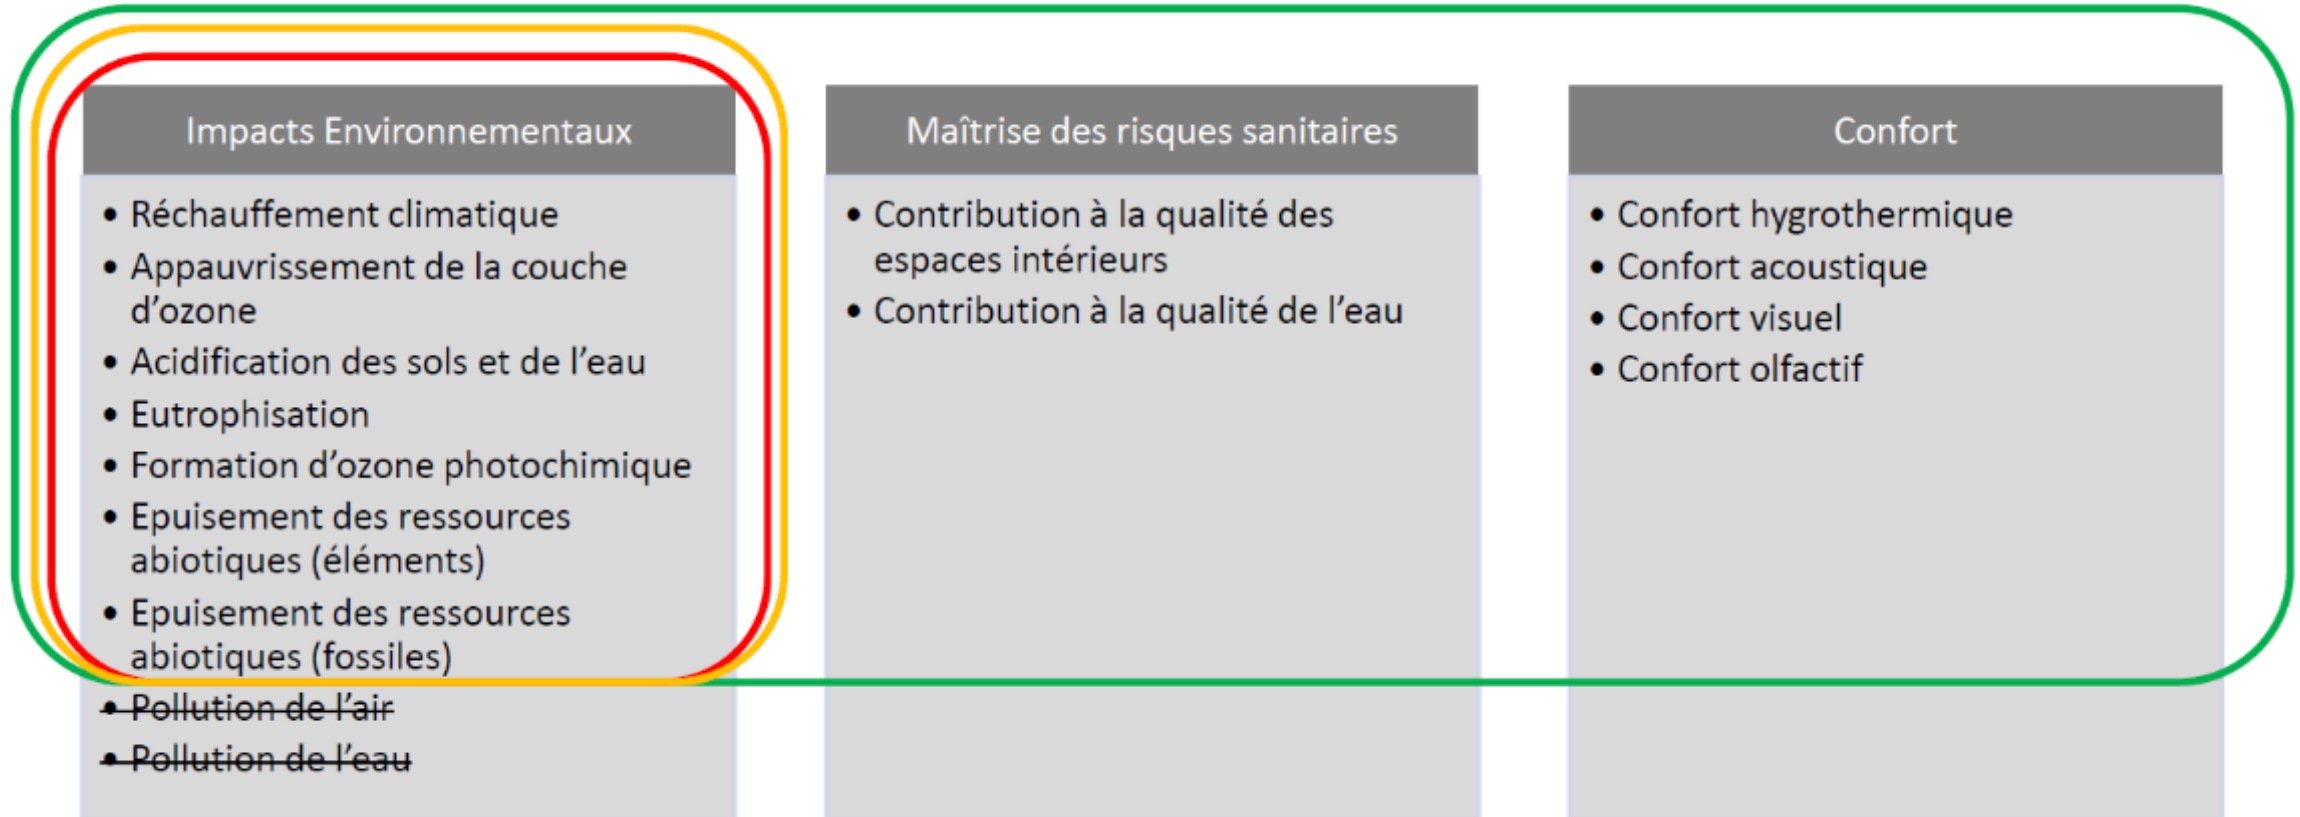 Impacts Environnementaux
• Réchauffement climatique
• Appauvrissement de la couche
d’ozone
• Acidification des sols et de l’eau
• Eutrophisation
• Formation d’ozone photochimique
• Epuisement des ressources
abiotiques (éléments)
• Epuisement des ressources
abiotiques (fossiles)
• Pollution de l’air
• Pollution de l’eau
Maîtrise des risques sanitaires
• Contribution à la qualité des
espaces intérieurs
• Contribution à la qualité de l’eau
Confort
• Confort hygrothermique
• Confort acoustique
• Confort visuel
• Confort olfactif